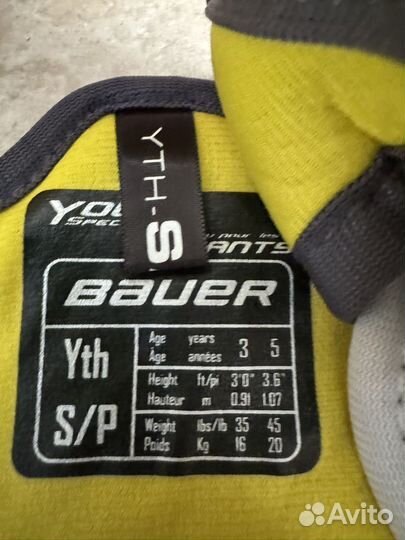 YTH-S
YOU
SPEC
pour les
ANTS
BAUER
Yth
S/P
Age years 3 5
Âge années
Height ft/pi 3'0" 3.6"
Hauteur m 0.91 1.07
Weight lbs/lb 35 45
Poids Kg 16 20
Avito